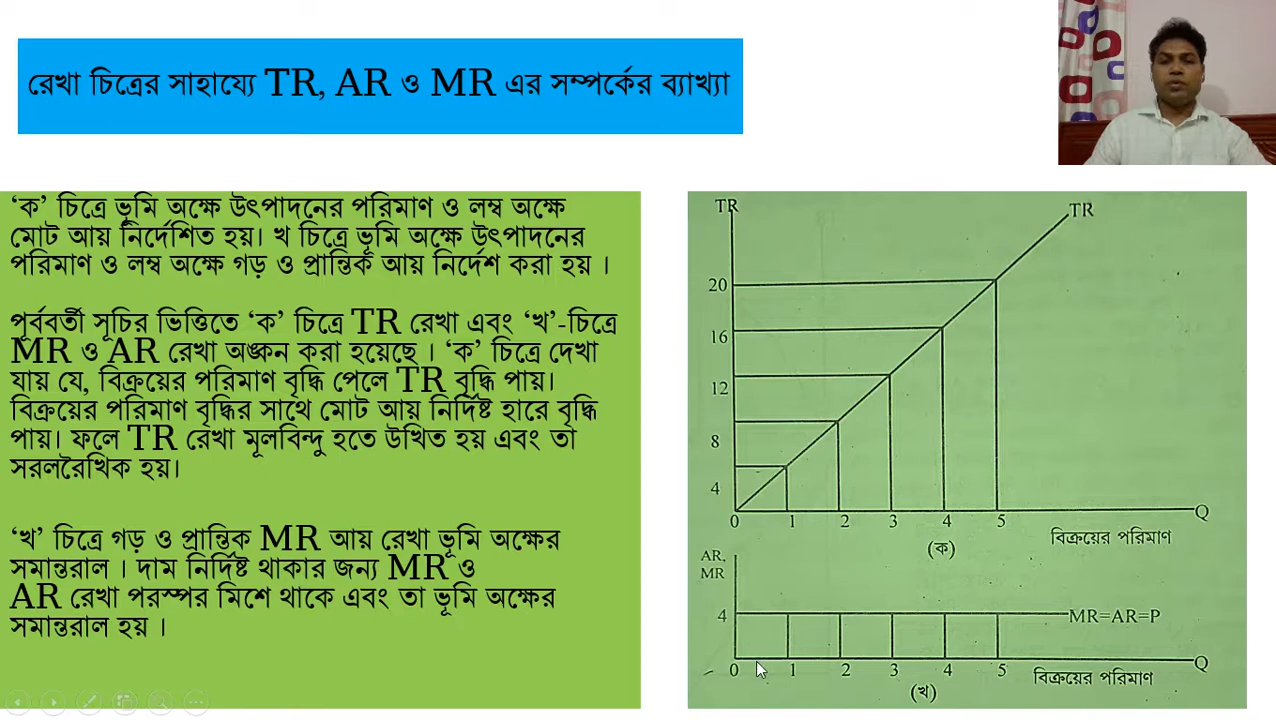 রেখা চিত্রের সাহায্যে TR, AR ও MR এর সম্পর্কের ব্যাখ্যা
‘ক’ চিত্রে ভূমি অক্ষে উৎপাদনের পরিমাণ ও লম্ব অক্ষে
মোট আয় নির্দেশিত হয়। খ চিত্রে ভূমি অক্ষে উৎপাদনের
পরিমাণ ও লম্ব অক্ষে গড় ও প্রান্তিক আয় নির্দেশ করা হয় ।
পূর্ববর্তী সূচির ভিত্তিতে ‘ক’ চিত্রে TR রেখা এবং ‘খ’-চিত্রে
MR ও AR রেখা অঙ্কন করা হয়েছে । ‘ক’ চিত্রে দেখা
যায় যে, বিক্রয়ের পরিমাণ বৃদ্ধি পেলে TR বৃদ্ধি পায়।
বিক্রয়ের পরিমাণ বৃদ্ধির সাথে মোট আয় নির্দিষ্ট হারে বৃদ্ধি
পায়। ফলে TR রেখা মূলবিন্দু হতে উখিত হয় এবং তা
সরলরৈখিক হয়।
‘খ’ চিত্রে গড় ও প্রান্তিক MR আয় রেখা ভূমি অক্ষের
সমান্তরাল । দাম নির্দিষ্ট থাকার জন্য MR ও
AR রেখা পরস্পর মিশে থাকে এবং তা ভূমি অক্ষের
সমান্তরাল হয় ।
TR
TR
20
16
12
8
4
0 1 2 3 4 5 Q
বিক্রয়ের পরিমাণ
(ক)
AR,
MR
4
MR=AR=P
0 1 2 3 4 5 Q
বিক্রয়ের পরিমাণ
(খ)